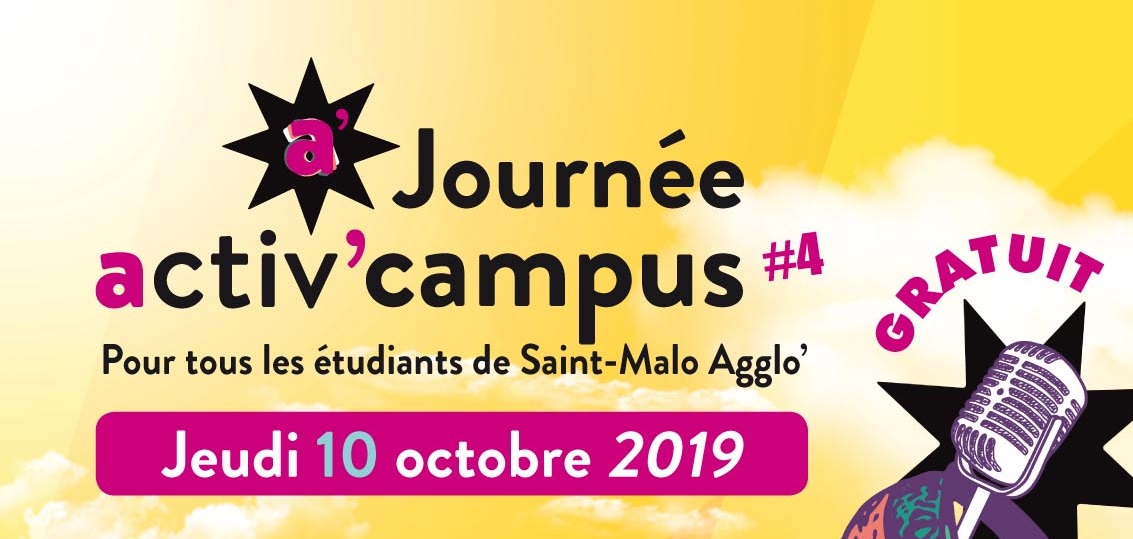 a'
Journée
activ'campus #4
GRATUIT
Pour tous les étudiants de Saint-Malo Agglo'
Jeudi 10 octobre 2019